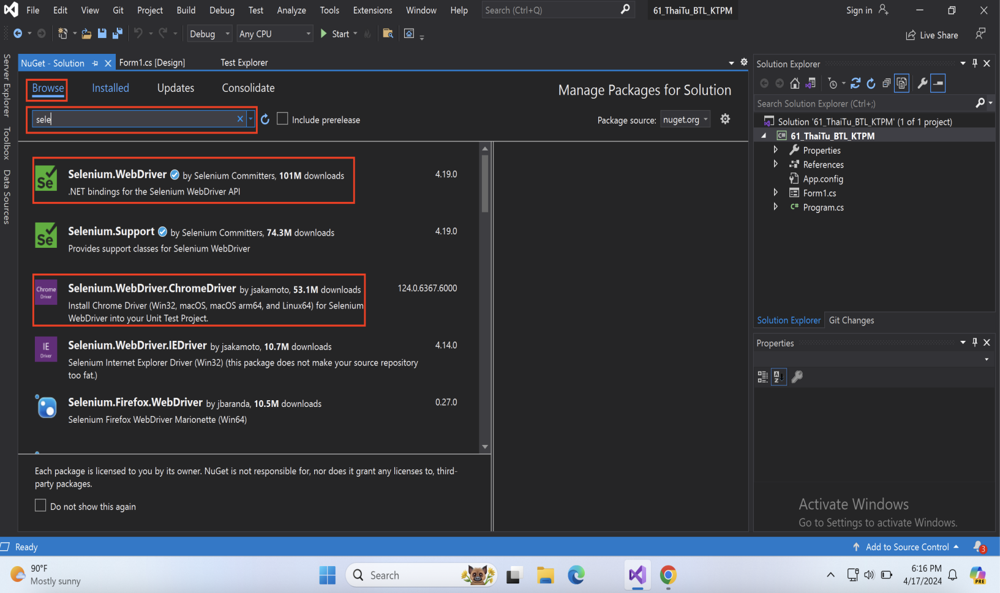 File Edit View Git Project Build Debug Test Analyze Tools Extensions Window Help Search (Ctrl+Q) 61_ThaiTu_BTL_KTPM Sign in
Debug Any CPU Start Live Share
Server Explorer
Toolbox
Data Sources
NuGet - Solution Form1.cs [Design] Test Explorer
Browse Installed Updates Consolidate Manage Packages for Solution
sele Include prerelease Package source: nuget.org
Se
Selenium.WebDriver by Selenium Committers, 101M downloads 4.19.0
.NET bindings for the Selenium WebDriver API
Se
Selenium.Support by Selenium Committers, 74.3M downloads 4.19.0
Provides support classes for Selenium WebDriver
Chrome
Driver
Selenium.WebDriver.ChromeDriver by jsakamoto, 53.1M downloads 124.0.6367.6000
Install Chrome Driver (Win32, macOS, macOS arm64, and Linux64) for Selenium
WebDriver into your Unit Test Project.
IE
Driver
Selenium.WebDriver.IEDriver by jsakamoto, 10.7M downloads 4.14.0
Selenium Internet Explorer Driver (Win32) (this package does not make your source repository
too fat.)
Selenium.Firefox.WebDriver by jbaranda, 10.5M downloads 0.27.0
Selenium Firefox WebDriver Marionette (Win64)
Each package is licensed to you by its owner. NuGet is not responsible for, nor does it grant any licenses to, third-
party packages.
Do not show this again
Solution Explorer
Search Solution Explorer (Ctrl+;)
Solution '61_ThaiTu_BTL_KTPM' (1 of 1 project)
C# 61_ThaiTu_BTL_KTPM
Properties
References
App.config
Form1.cs
C# Program.cs
Solution Explorer Git Changes
Properties
A
Z
Activate Windows
Go to Settings to activate Windows.
Ready Add to Source Control 3
90°F
Mostly sunny
Search
6:16 PM
4/17/2024
PRE